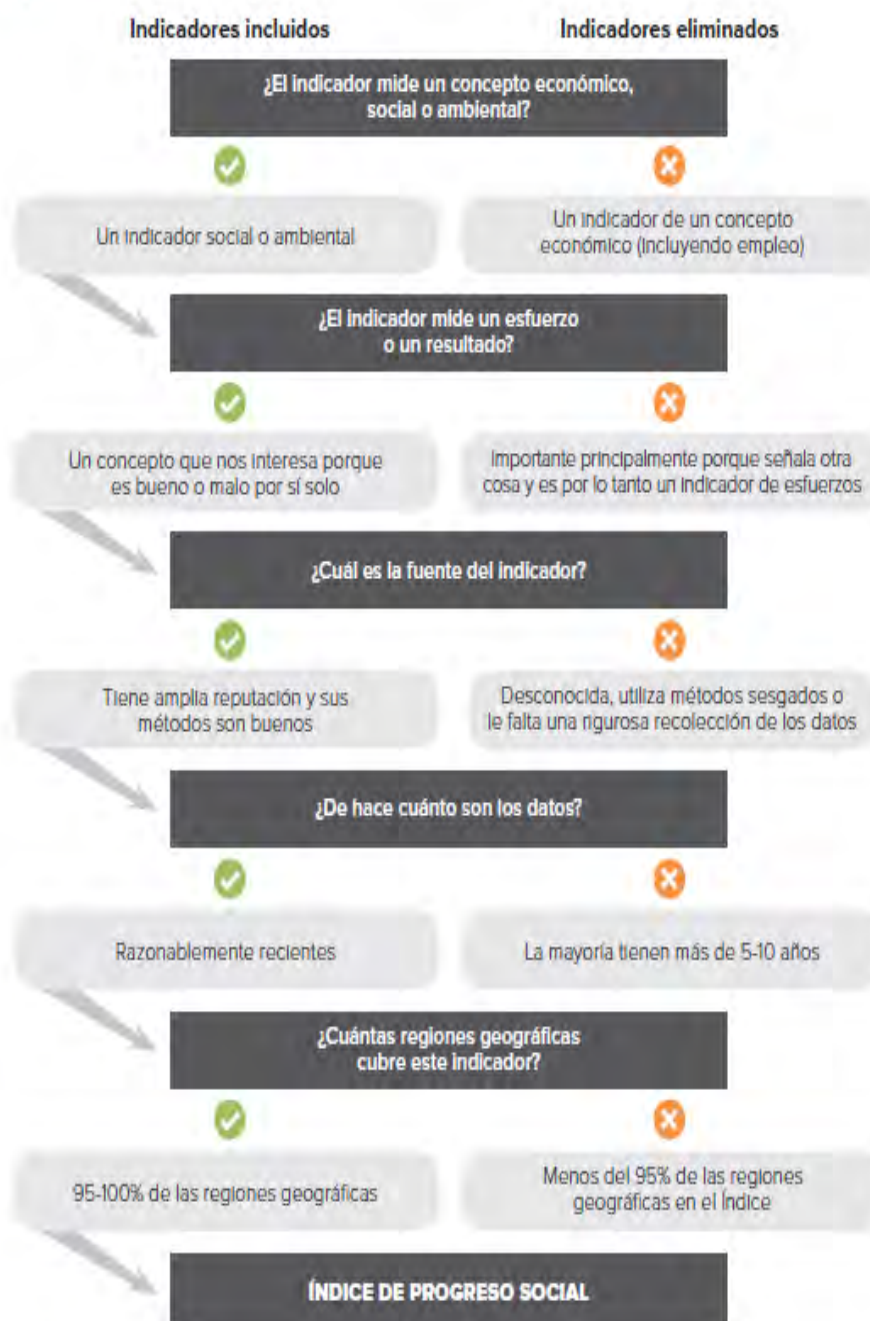 Indicadores incluidos
Indicadores eliminados
¿El indicador mide un concepto económico,
social o ambiental?
Un indicador social o ambiental
Un indicador de un concepto
económico (incluyendo empleo)
¿El indicador mide un esfuerzo
o un resultado?
Un concepto que nos interesa porque
es bueno o malo por sí solo
Importante principalmente porque señala otra
cosa y es por lo tanto un indicador de esfuerzos
¿Cuál es la fuente del indicador?
Tiene amplia reputación y sus
métodos son buenos
Desconocida, utiliza métodos sesgados o
le falta una rigurosa recolección de los datos
¿De hace cuánto son los datos?
Razonablemente recientes
La mayoría tienen más de 5-10 años
¿Cuántas regiones geográficas
cubre este indicador?
95-100% de las regiones geográficas
Menos del 95% de las regiones
geográficas en el Índice
ÍNDICE DE PROGRESO SOCIAL